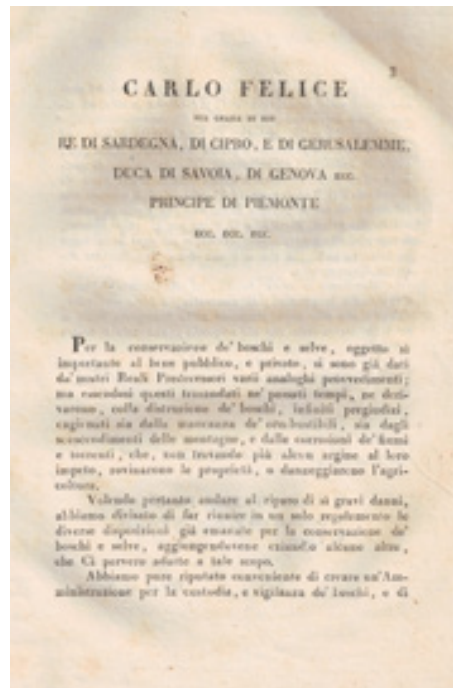 3
CARLO FELICE
PER GRAZIA DI DIO
RE DI SARDEGNA, DI CIPRO, E DI GERUSALEMME,
DUCA DI SAVOIA, DI GENOVA ECC.
PRINCIPE DI PIEMONTE
ECC. ECC. ECC.
Per la conservazione de' boschi e selve, oggetto sì
importante al bene pubblico, e privato, si sono già dati
da' nostri Reali Predecessori varii analoghi provvedimenti;
ma essendosi questi trasandati ne' passati tempi, ne deri-
varono, colla distruzione de' boschi, infiniti pregiudizi,
cagionati sia dalla mancanza de' combustibili, sia dagli
scoscendimenti delle montagne, e dalle corrosioni de' fiumi
e torrenti, che, non trovando più alcun argine al loro
impeto, rovinarono le proprietà, e danneggiarono l'agri-
coltura.
Volendo pertanto andare al riparo di sì gravi danni,
abbiamo divisato di far riunire in un solo regolamento le
diverse disposizioni già emanate per la conservazione de'
boschi e selve, aggiungendovene eziandio alcune altre,
che Ci parvero adatte a tale scopo.
Abbiamo pure riputato conveniente di creare un'Am-
ministrazione per la custodia, e vigilanza de' boschi, e di